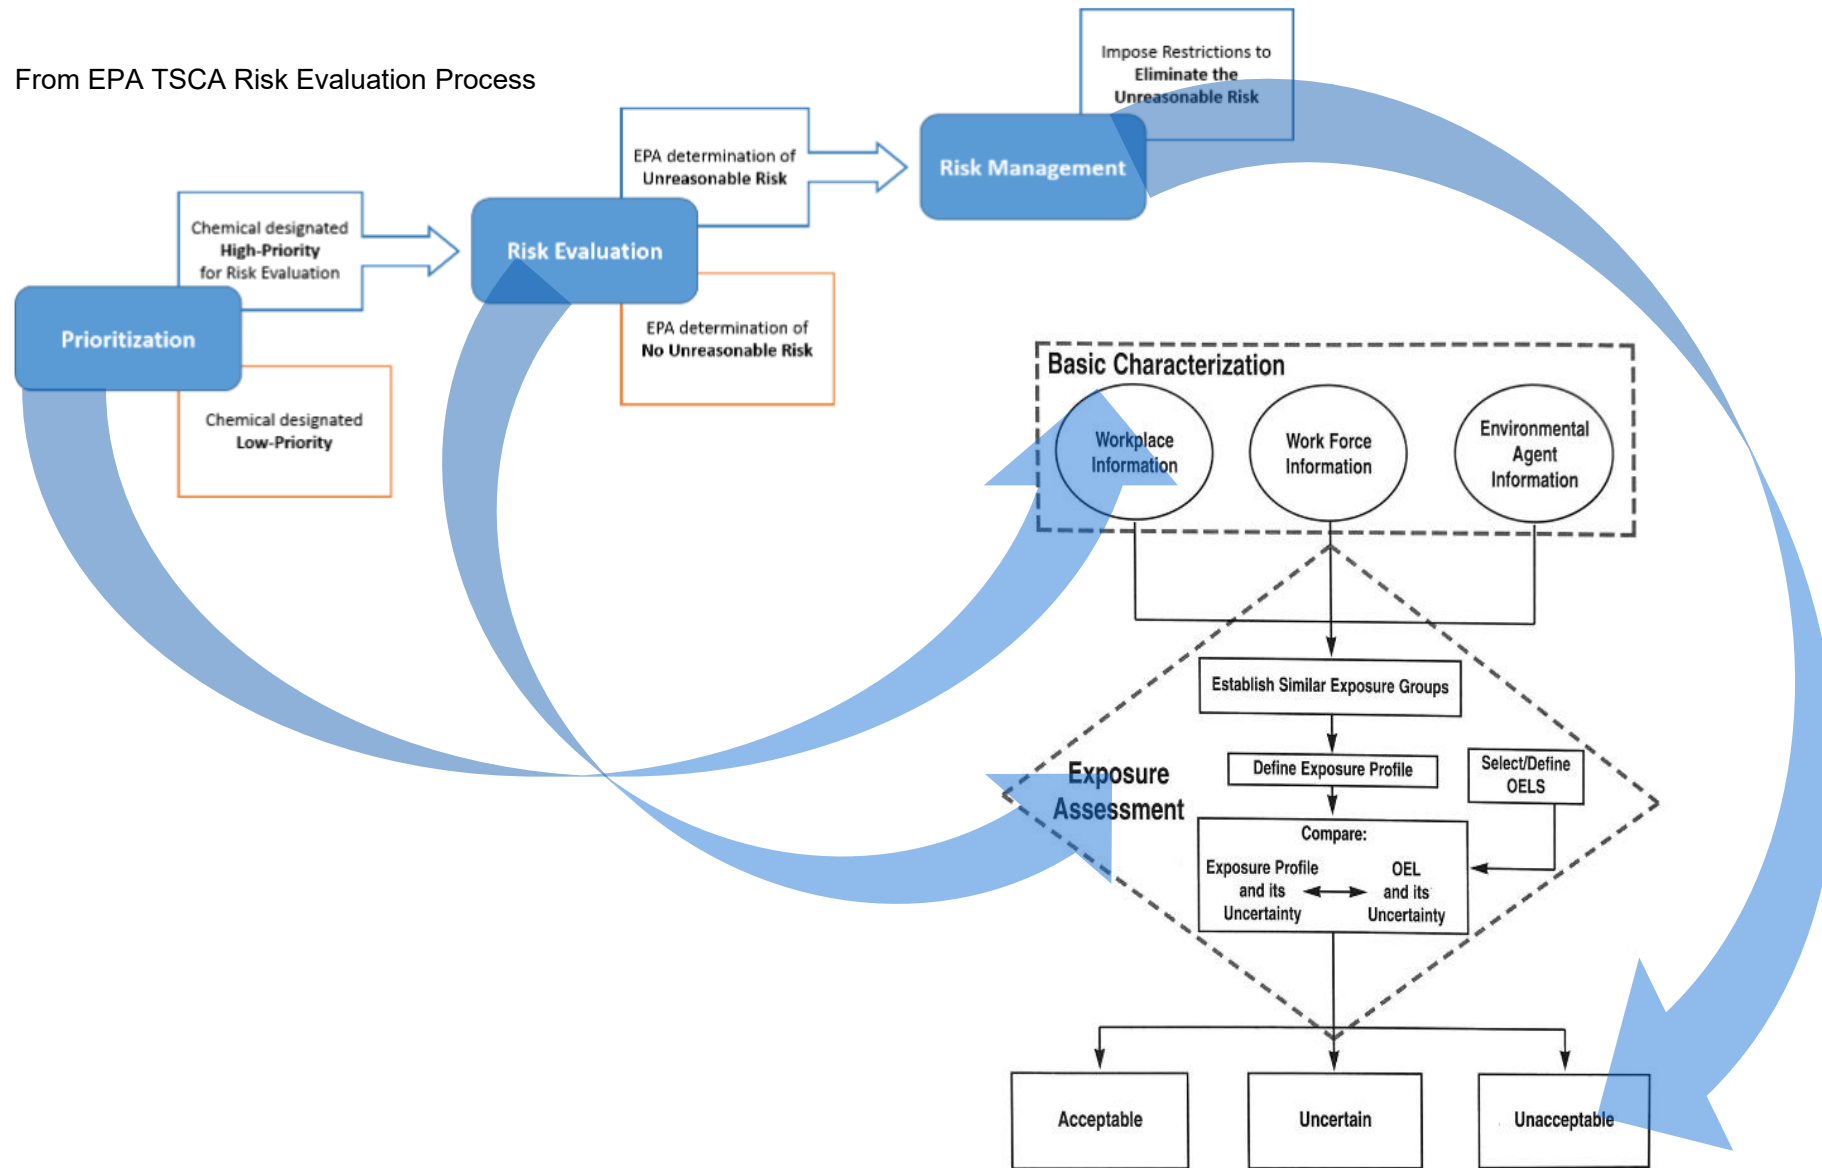 From EPA TSCA Risk Evaluation Process
Impose Restrictions to
Eliminate the
Unreasonable Risk
Risk Management
EPA determination of
Unreasonable Risk
Risk Evaluation
EPA determination of
No Unreasonable Risk
Chemical designated
High-Priority
for Risk Evaluation
Prioritization
Chemical designated
Low-Priority
Basic Characterization
Workplace
Information
Work Force
Information
Environmental
Agent
Information
Establish Similar Exposure Groups
Define Exposure Profile
Select/Define
OELS
Exposure
Assessment
Compare:
Exposure Profile
and its
Uncertainty
OEL
and its
Uncertainty
Acceptable
Uncertain
Unacceptable